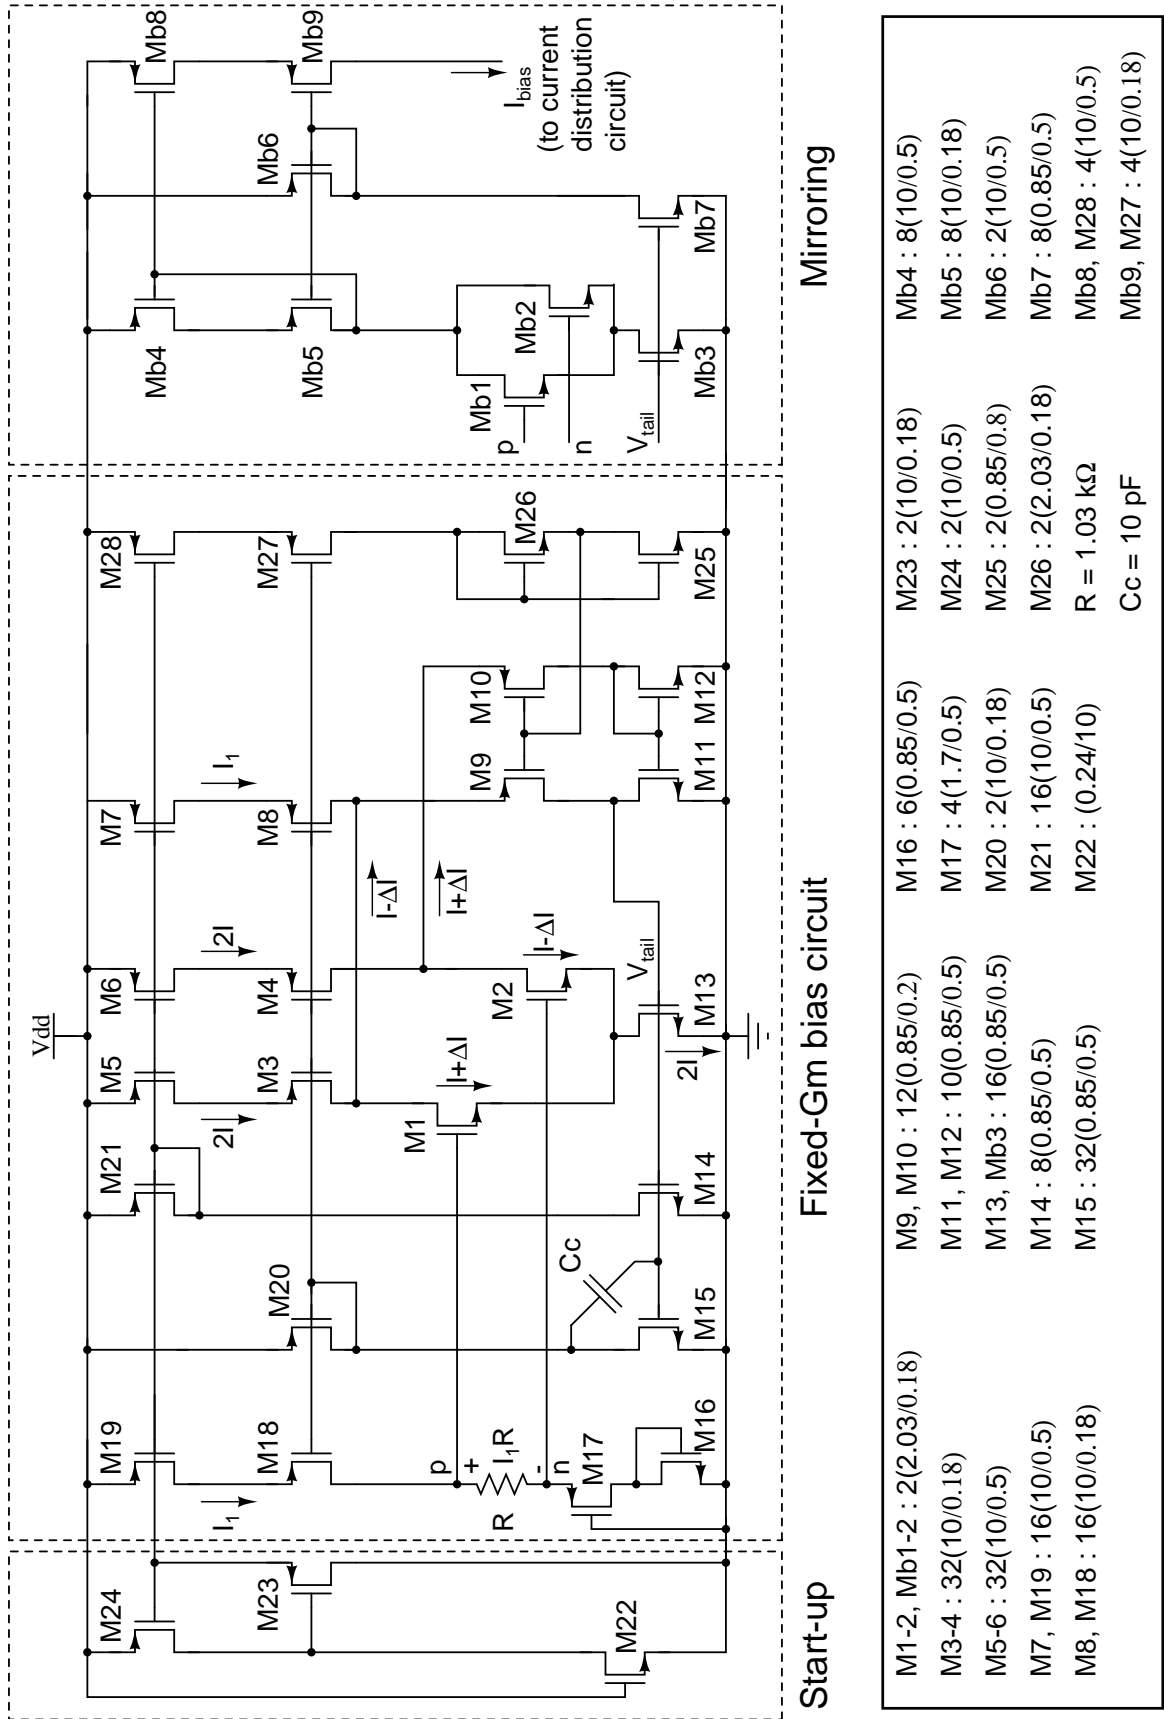 Vdd
M24
M23
M22
M19
I1
M18
R
I1R
p
+
-
n
M17
M16
M20
Cc
M15
M21
M14
M5
2I
M3
M1
I+ΔI
M6
2I
M4
M2
I-ΔI
Vtail
M13
2I
I-ΔI
I+ΔI
M7
I1
M8
M9
M10
M11
M12
M28
M27
M26
M25
Mb4
Mb5
Mb1
p
Mb2
n
Vtail
Mb3
Mb6
Mb7
Mb8
Mb9
Ibias
(to current
distribution
circuit)
Start-up
Fixed-Gm bias circuit
Mirroring
M1-2, Mb1-2 : 2(2.03/0.18)
M3-4 : 32(10/0.18)
M5-6 : 32(10/0.5)
M7, M19 : 16(10/0.5)
M8, M18 : 16(10/0.18)
M9, M10 : 12(0.85/0.2)
M11, M12 : 10(0.85/0.5)
M13, Mb3 : 16(0.85/0.5)
M14 : 8(0.85/0.5)
M15 : 32(0.85/0.5)
M16 : 6(0.85/0.5)
M17 : 4(1.7/0.5)
M20 : 2(10/0.18)
M21 : 16(10/0.5)
M22 : (0.24/10)
M23 : 2(10/0.18)
M24 : 2(10/0.5)
M25 : 2(0.85/0.8)
M26 : 2(2.03/0.18)
R = 1.03 kΩ
Cc = 10 pF
Mb4 : 8(10/0.5)
Mb5 : 8(10/0.18)
Mb6 : 2(10/0.5)
Mb7 : 8(0.85/0.5)
Mb8, M28 : 4(10/0.5)
Mb9, M27 : 4(10/0.18)